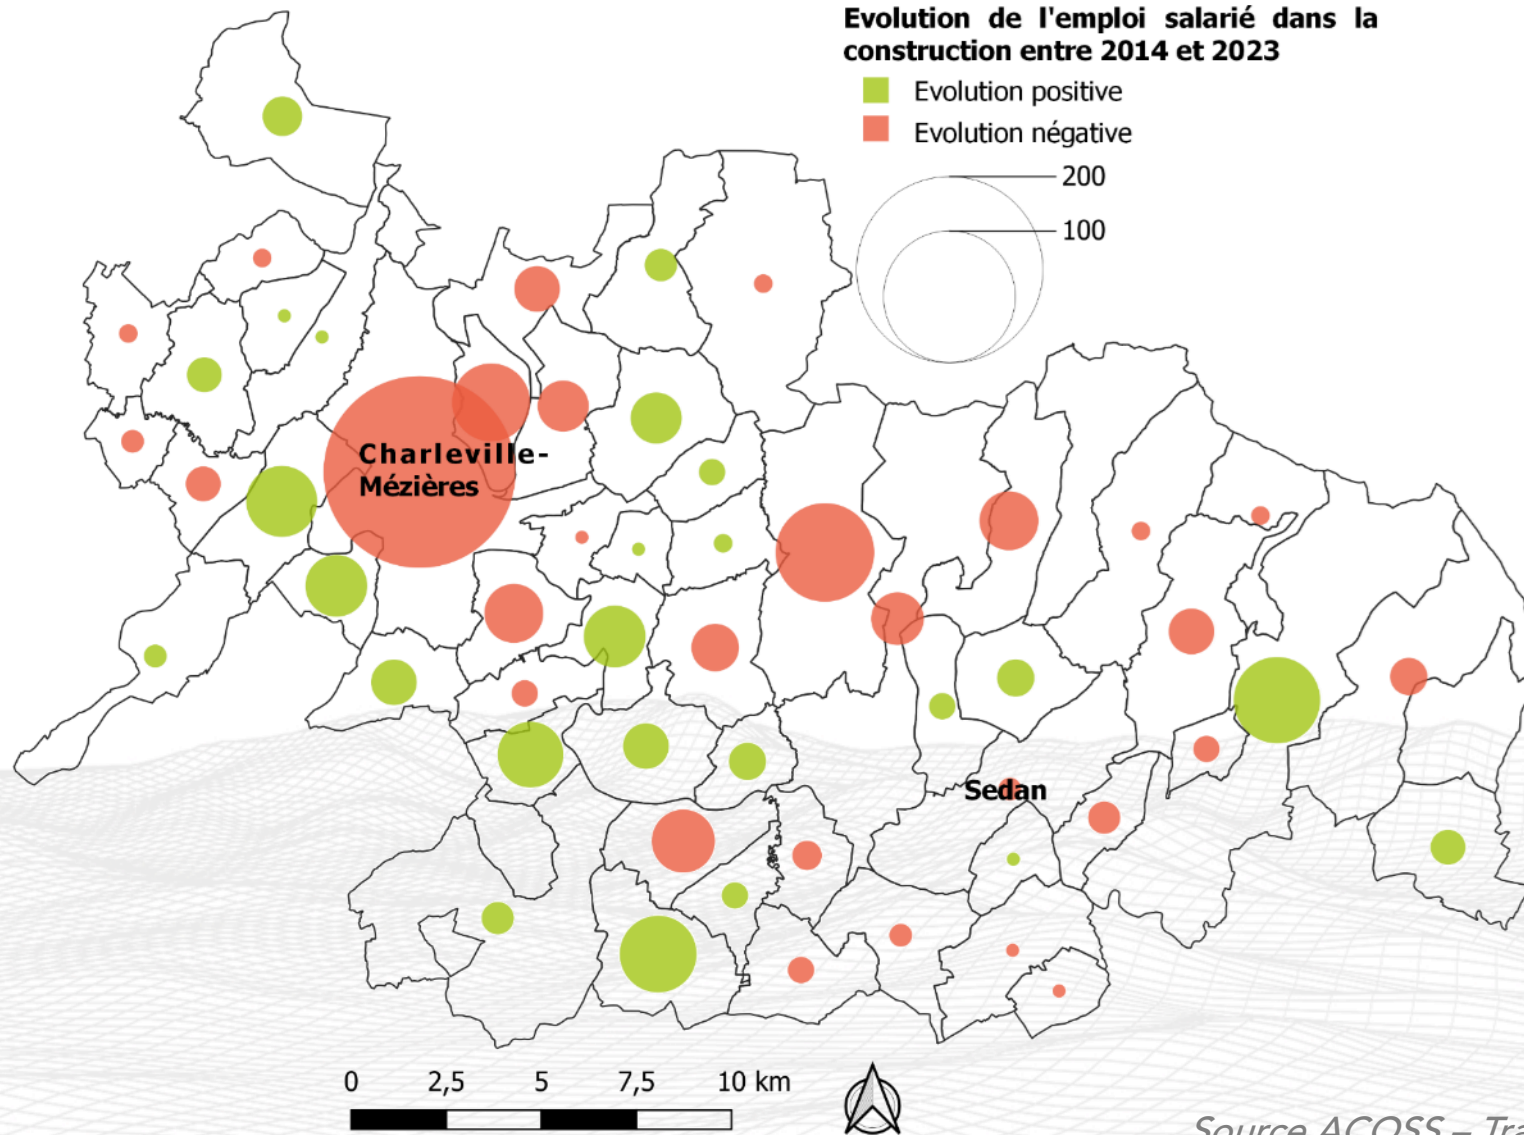 Evolution de l'emploi salarié dans la
construction entre 2014 et 2023
Evolution positive
Evolution négative
200
100
Charleville-
Mézières
Sedan
0 2,5 5 7,5 10 km
Source ACOSS – Tra